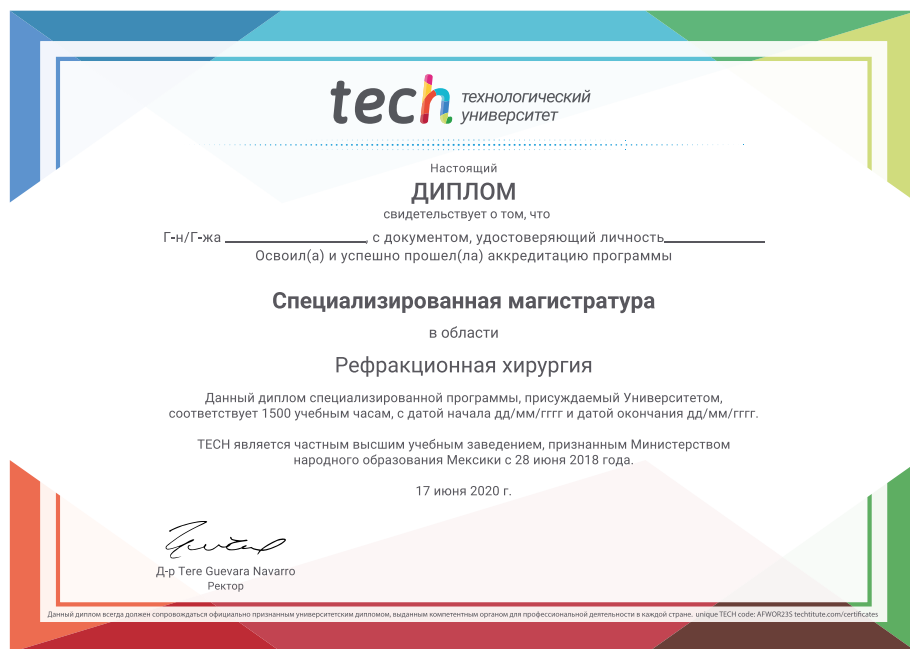 tech технологический
университет
Настоящий
ДИПЛОМ
свидетельствует о том, что
Г-н/Г-жа , с документом, удостоверяющий личность
Освоил(а) и успешно прошел(ла) аккредитацию программы
Специализированная магистратура
в области
Рефракционная хирургия
Данный диплом специализированной программы, присуждаемый Университетом,
соответствует 1500 учебным часам, с датой начала дд/мм/гггг и датой окончания дд/мм/гггг.
TECH является частным высшим учебным заведением, признанным Министерством
народного образования Мексики с 28 июня 2018 года.
17 июня 2020 г.
Д-р Tere Guevara Navarro
Ректор
Данный диплом всегда должен сопровождаться официально признанным университетским дипломом, выданным компетентным органом для профессиональной деятельности в каждой стране. unique TECH code: AFWOR23S techtitute.com/certificates